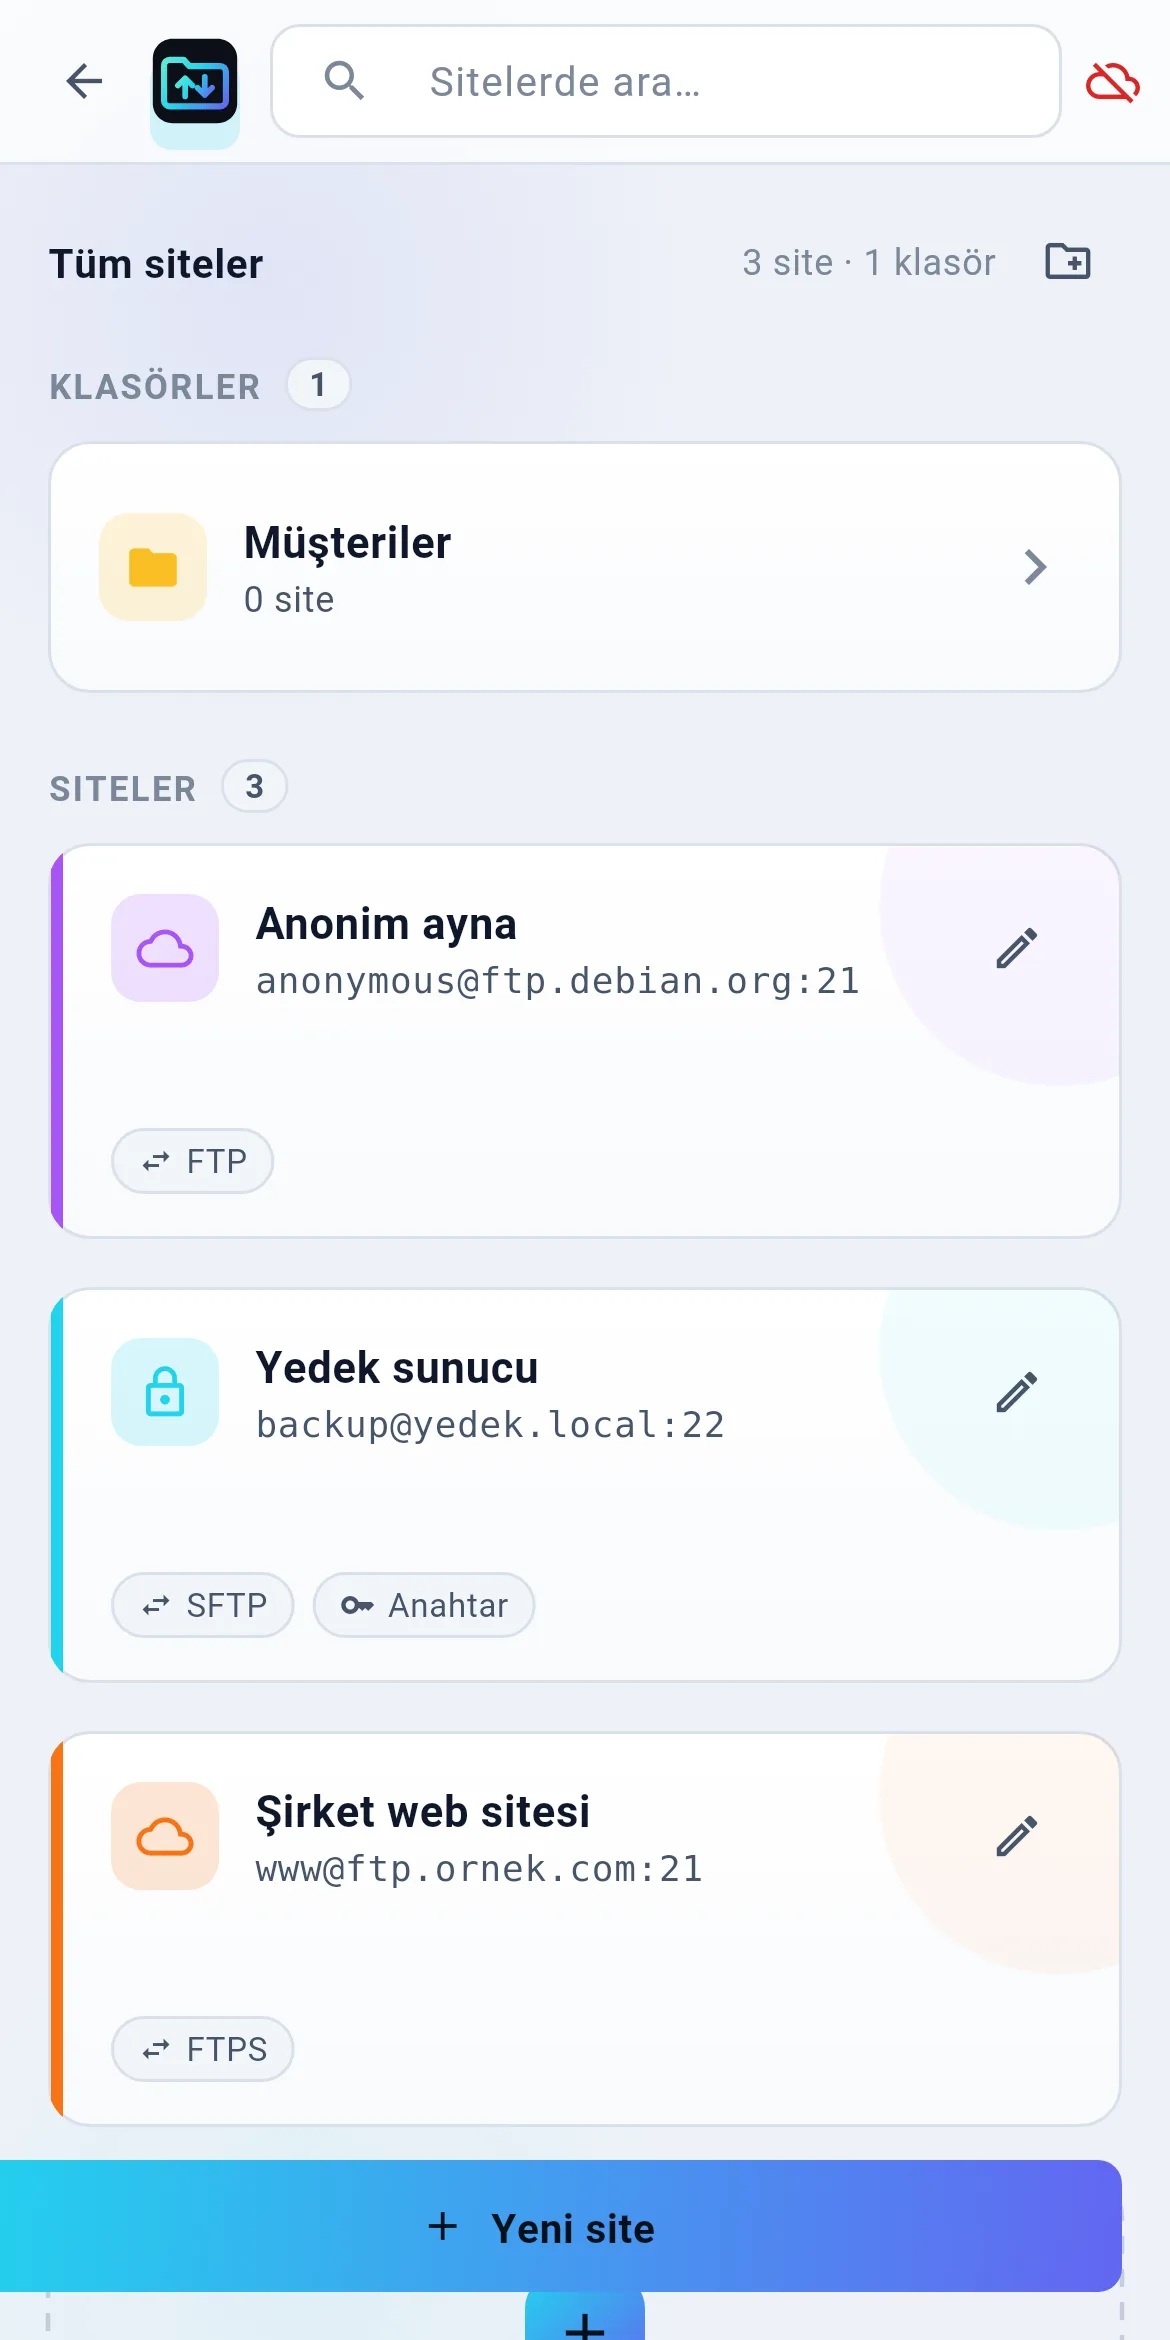 Sitelerde ara…
Tüm siteler
3 site · 1 klasör
KLASÖRLER 1
Müşteriler
0 site
SITELER 3
Anonim ayna
anonymous@ftp.debian.org:21
FTP
Yedek sunucu
backup@yedek.local:22
SFTP Anahtar
Şirket web sitesi
www@ftp.ornek.com:21
FTPS
+ Yeni site
+